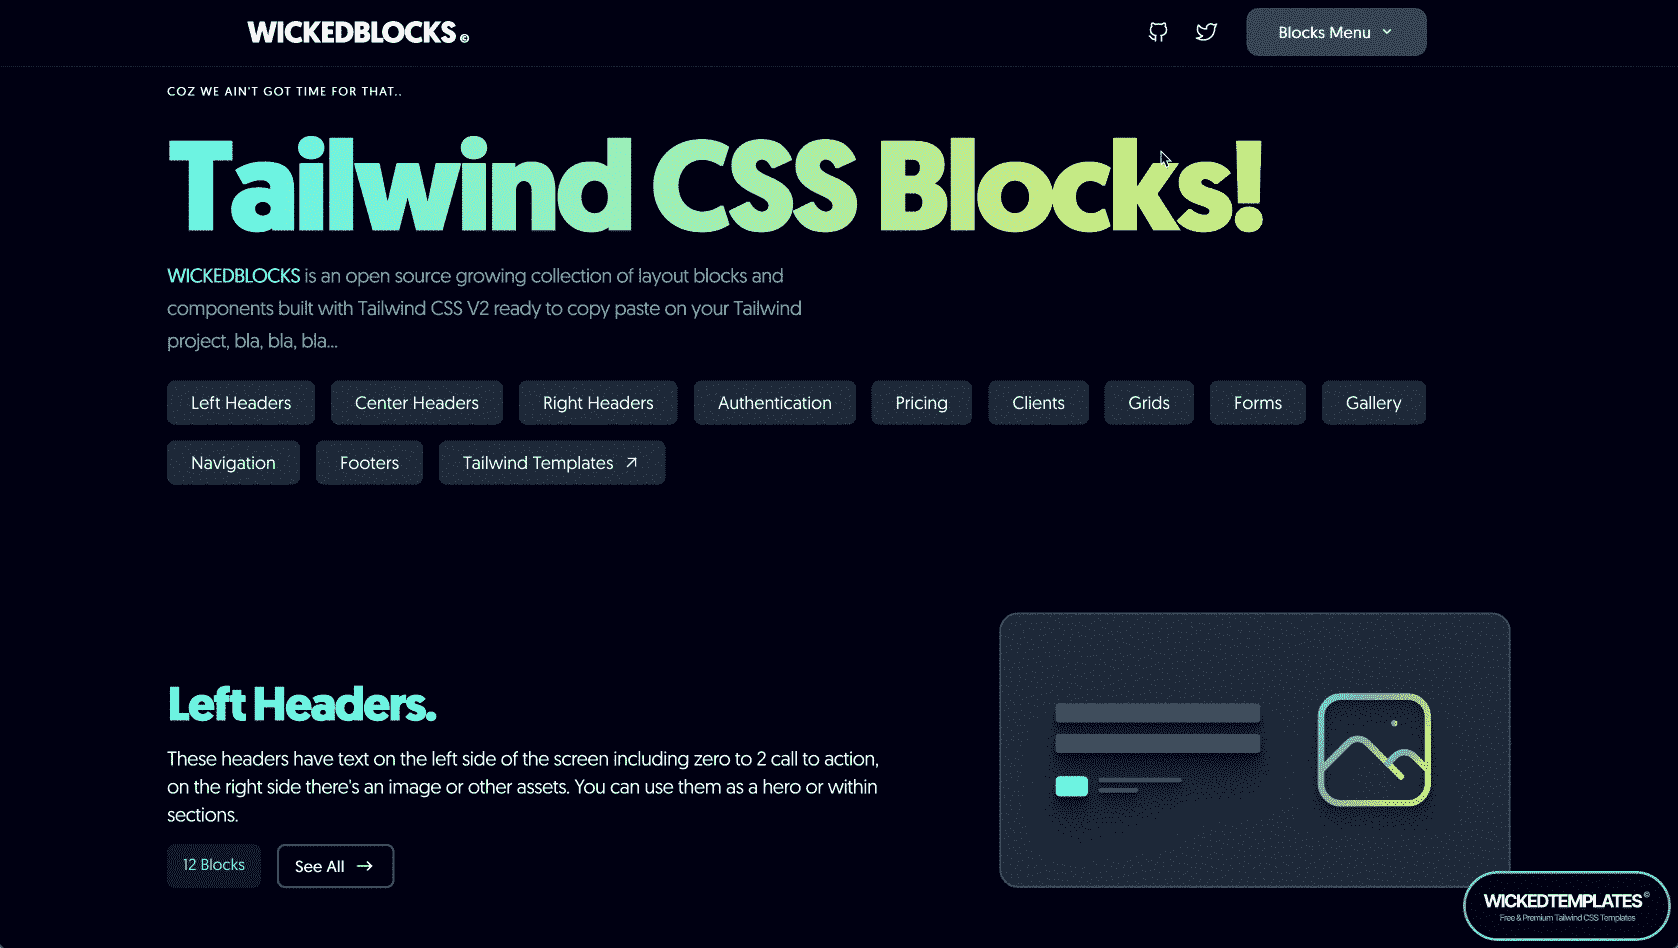 WICKEDBLOCKS ©
Blocks Menu
COZ WE AIN'T GOT TIME FOR THAT..
Tailwind CSS Blocks!
WICKEDBLOCKS is an open source growing collection of layout blocks and
components built with Tailwind CSS V2 ready to copy paste on your Tailwind
project, bla, bla, bla...
Left Headers
Center Headers
Right Headers
Authentication
Pricing
Clients
Grids
Forms
Gallery
Navigation
Footers
Tailwind Templates
Left Headers.
These headers have text on the left side of the screen including zero to 2 call to action,
on the right side there's an image or other assets. You can use them as a hero or within
sections.
12 Blocks
See All
WICKEDTEMPLATES©
Free & Premium Tailwind CSS Templates